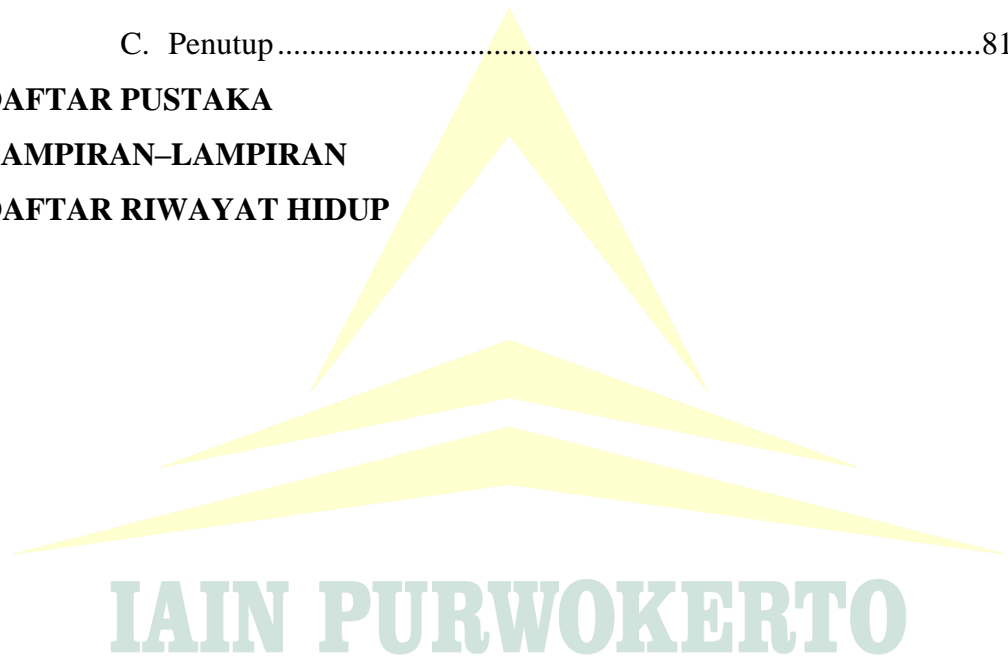 C. Penutup.........................................................................................81
DAFTAR PUSTAKA
LAMPIRAN–LAMPIRAN
DAFTAR RIWAYAT HIDUP
IAIN PURWOKERTO